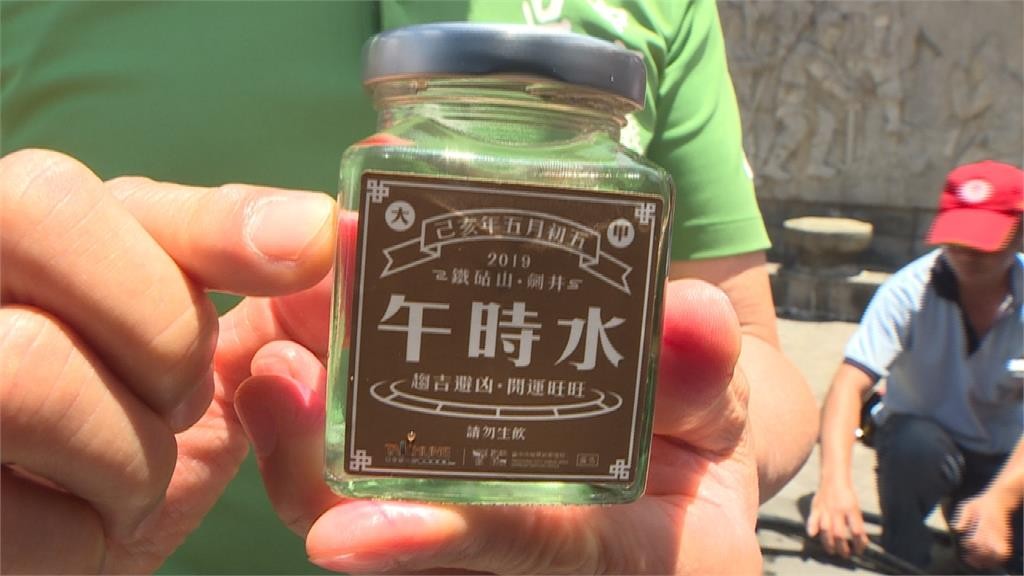 大 甲
己亥年五月初五
2019
鐵砧山·劍井
午時水
趨吉避凶·開運旺旺
請勿生飲